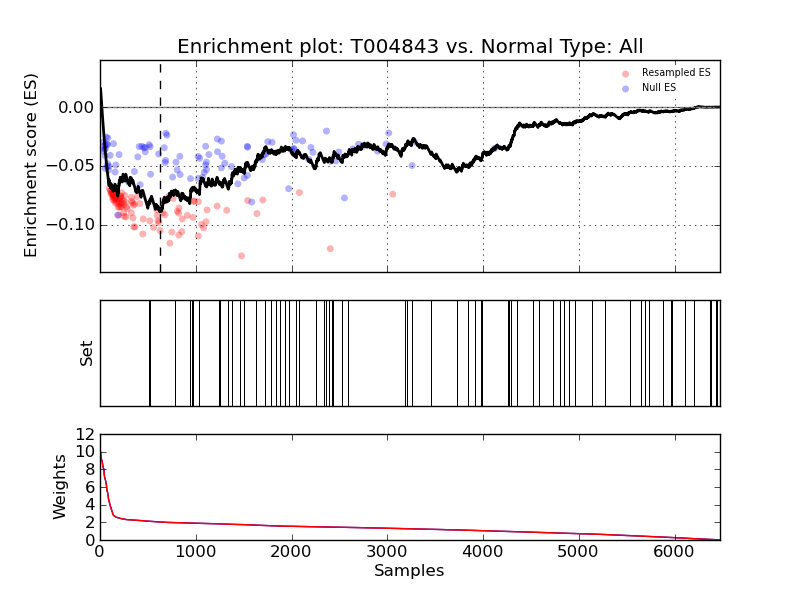 Enrichment plot: T004843 vs. Normal Type: All
Resampled ES
Null ES
Enrichment score (ES)
0.00
−0.05
−0.10
Set
Weights
12
10
8
6
4
2
0
0 1000 2000 3000 4000 5000 6000
Samples